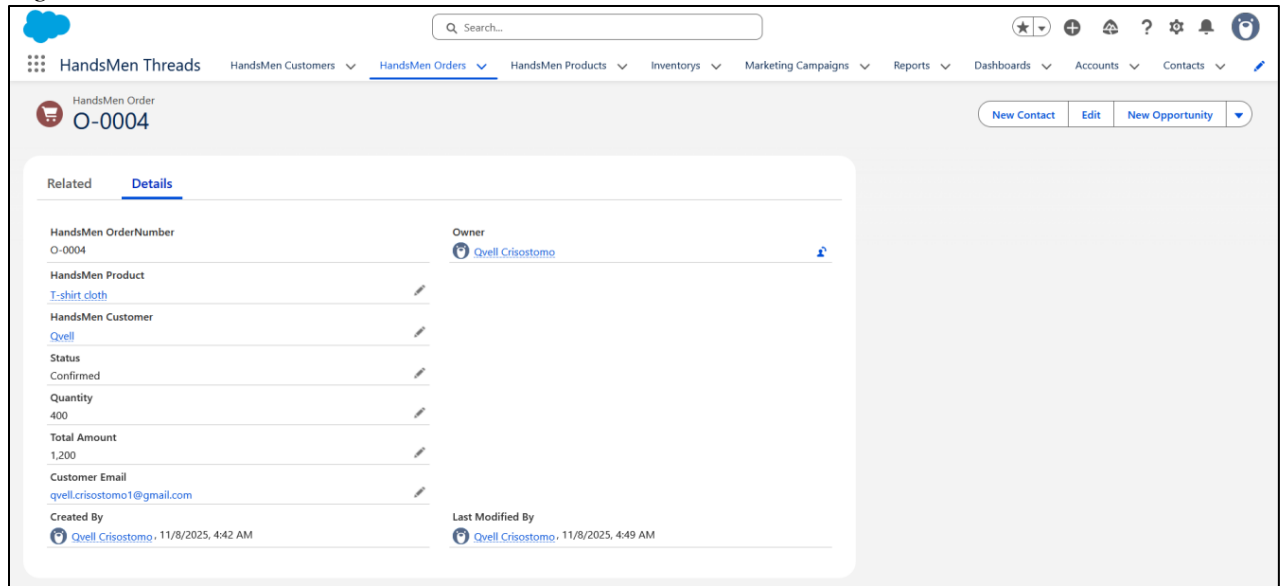 Search...
HandsMen Threads HandsMen Customers HandsMen Orders HandsMen Products Inventorys Marketing Campaigns Reports Dashboards Accounts Contacts
HandsMen Order
O-0004
New Contact Edit New Opportunity
Related Details
HandsMen OrderNumber
O-0004
Owner
Qvell Crisostomo
HandsMen Product
T-shirt cloth
HandsMen Customer
Qvell
Status
Confirmed
Quantity
400
Total Amount
1,200
Customer Email
qvell.crisostomo1@gmail.com
Created By
Qvell Crisostomo, 11/8/2025, 4:42 AM
Last Modified By
Qvell Crisostomo, 11/8/2025, 4:49 AM